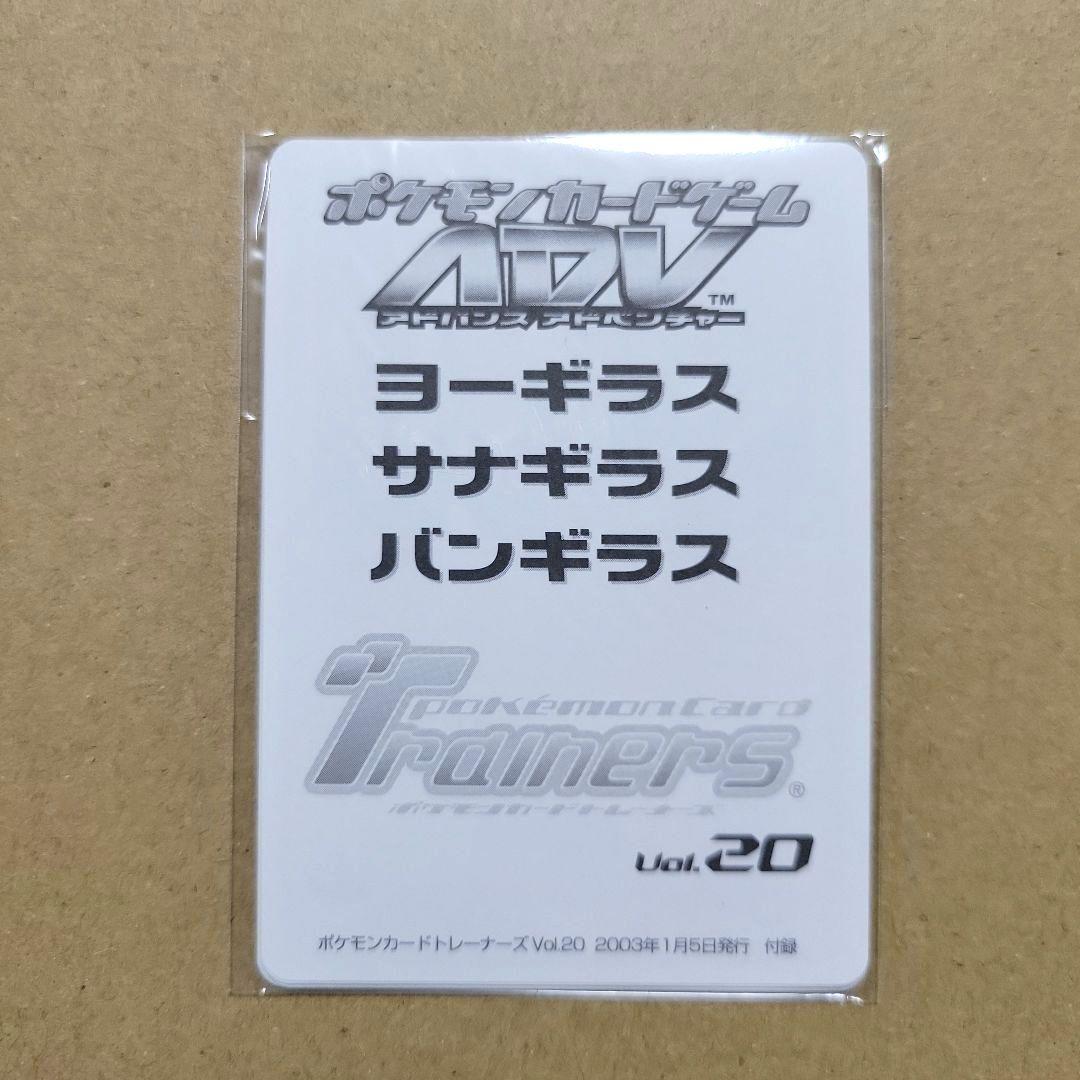 ポケモンカードゲーム
ADV™
アドバンス アドベンチャー
ヨーギラス
サナギラス
バンギラス
Pokémon Card
Trainers®
ポケモンカードトレーナーズ
Vol.20
ポケモンカードトレーナーズVol.20 2003年1月5日発行 付録